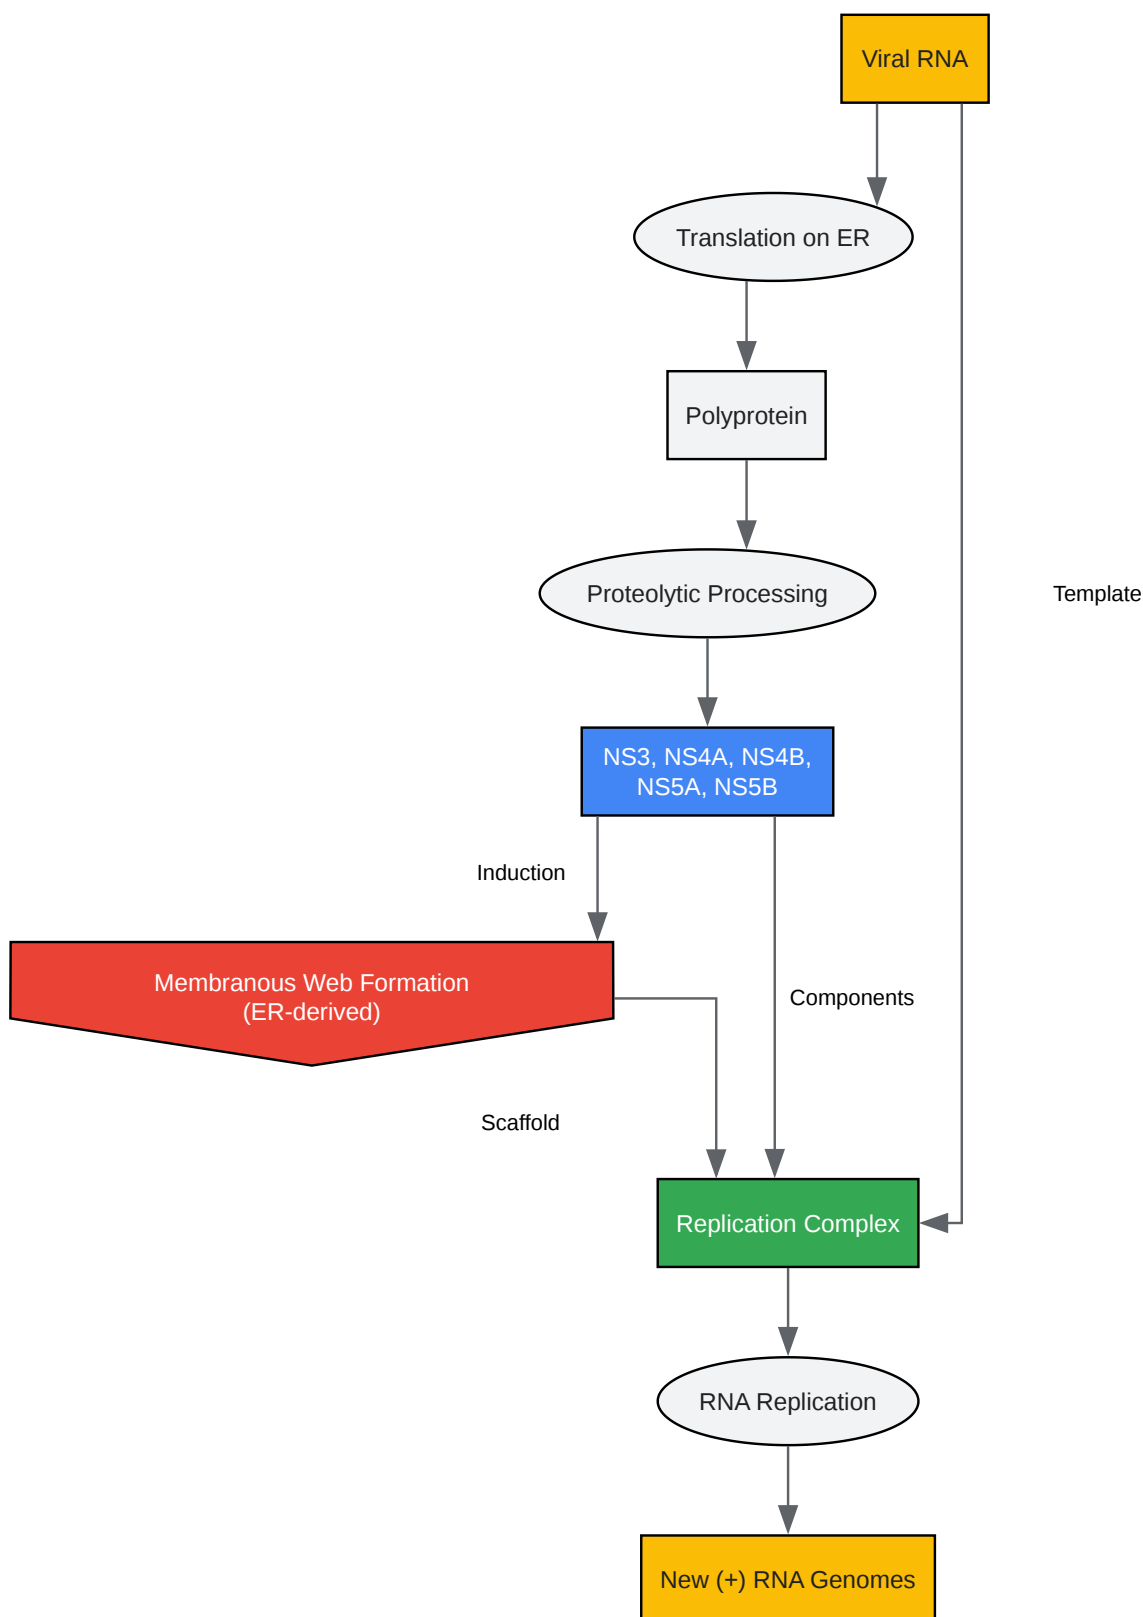 Viral RNA
Translation on ER
Polyprotein
Proteolytic Processing
Template
NS3, NS4A, NS4B,
NS5A, NS5B
Induction
Membranous Web Formation
(ER-derived)
Components
Scaffold
Replication Complex
RNA Replication
New (+) RNA Genomes